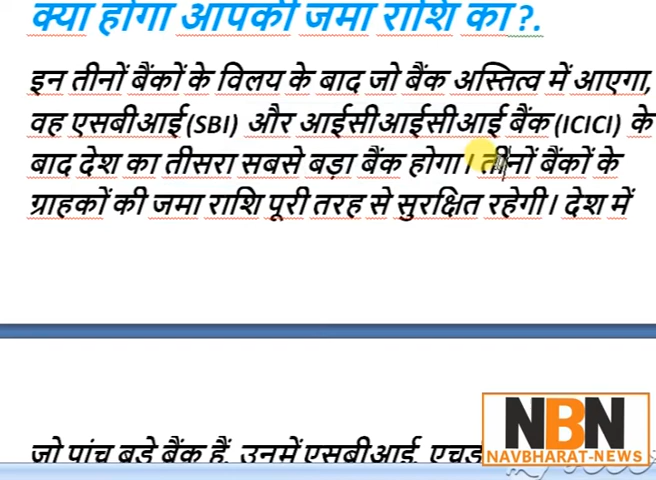 क्या होगा आपकी जमा राशि का?.
इन तीनों बैंकों के विलय के बाद जो बैंक अस्तित्व में आएगा,
वह एसबीआई(SBI) और आईसीआईसीआई बैंक(ICICI) के
बाद देश का तीसरा सबसे बड़ा बैंक होगा। तीनों बैंकों के
ग्राहकों की जमा राशि पूरी तरह से सुरक्षित रहेगी। देश में
जो पांच बड़े बैंक हैं, उनमें एसबीआई,
NBN
NAVBHARAT-NEWS